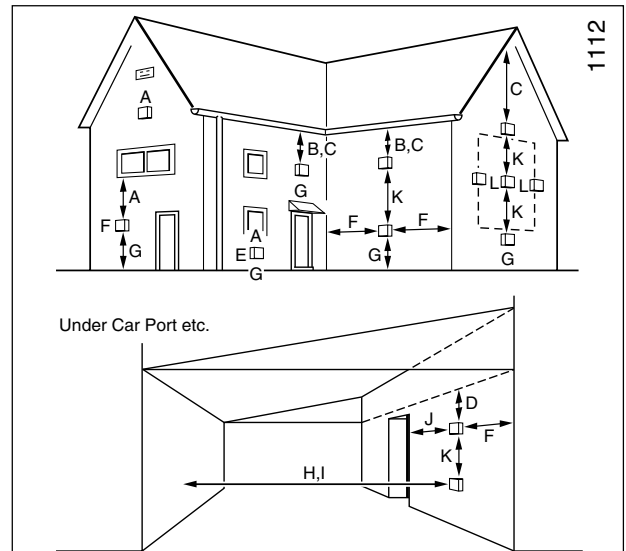 1112
C
A
B,C B,C
K
L L
A G K K
F A F F
G E G G
G
Under Car Port etc.
D
J F
K
H,I